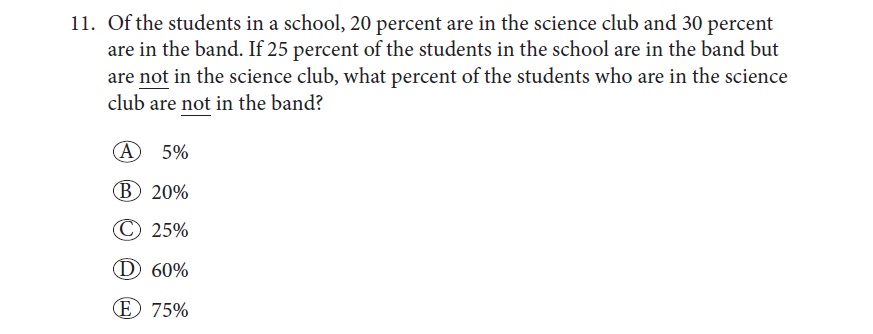 11. Of the students in a school, 20 percent are in the science club and 30 percent
are in the band. If 25 percent of the students in the school are in the band but
are not in the science club, what percent of the students who are in the science
club are not in the band?
A 5%
B 20%
C 25%
D 60%
E 75%